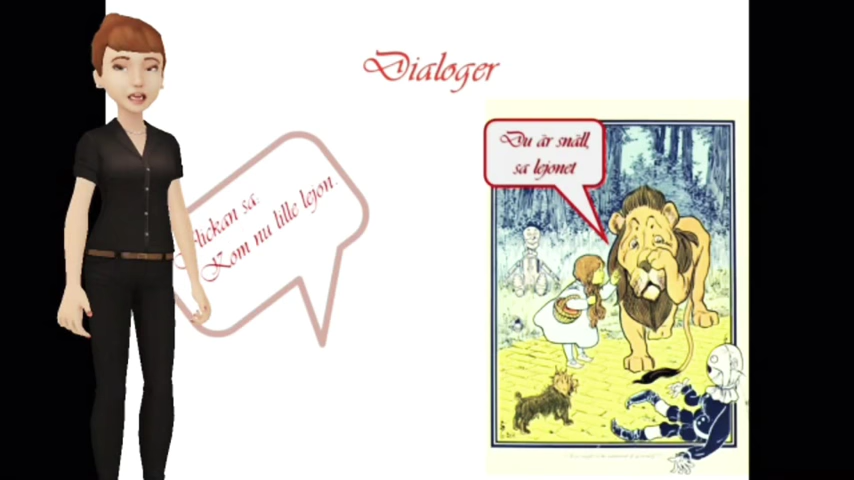 Dialoger
Du är snäll,
sa lejonet
Flickan sa:
Kom nu lille lejon.